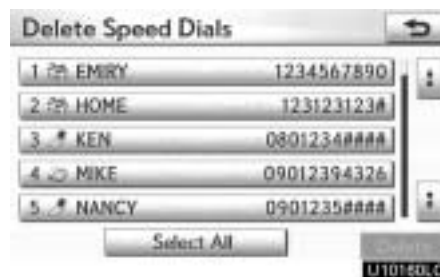 Delete Speed Dials
1 EMIRY 1234567890
2 HOME 123123123#
3 KEN 0801234####
4 MIKE 09012394326
5 NANCY 0901235####
Select All
Delete